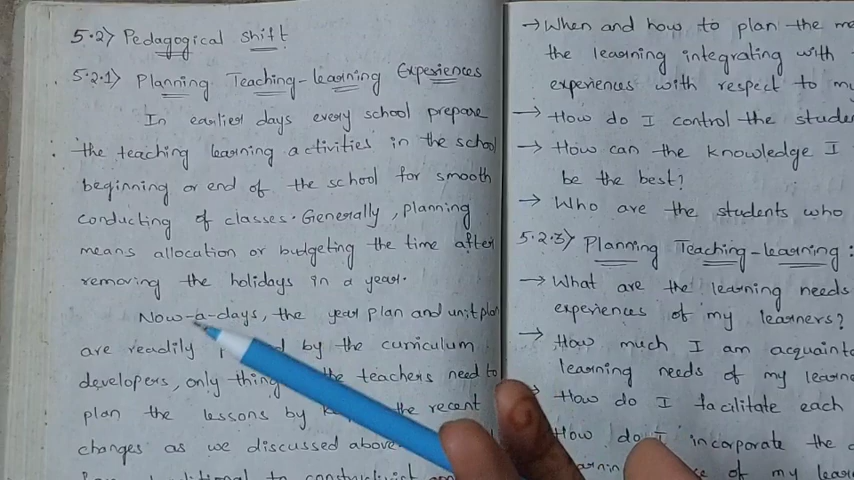 5.2) Pedagogical shift
5.2.1) Planning Teaching-learning Experiences
In earlier days every school prepare
the teaching learning activities in the school
beginning or end of the school for smooth
conducting of classes. Generally, planning
means allocation or budgeting the time after
removing the holidays in a year.
Now-a-days, the year plan and unit plan
are readily by the curriculum
developers, only thing the teachers need to
plan the lessons by the recent
changes as we discussed above
to constructivist
→ When and how to plan the
the learning integrating with
experiences with respect to my
→ How do I control the
→ How can the knowledge I
be the best?
→ Who are the students who
5.2.3) Planning Teaching-learning:
→ What are the learning needs
experiences of my learners?
→ How much I am
learning needs of my
→ How do I facilitate each
How do I incorporate the
of my